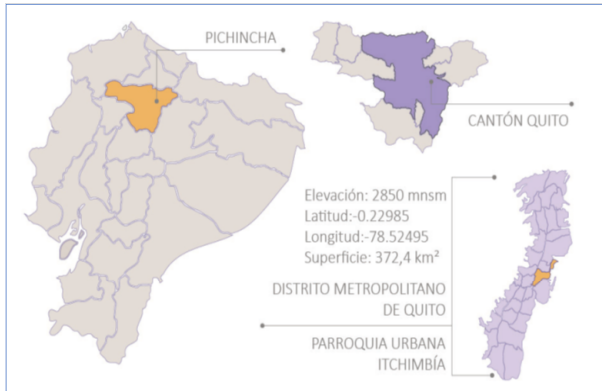 PICHINCHA
CANTÓN QUITO
Elevación: 2850 mnsm
Latitud:-0.22985
Longitud:-78.52495
Superficie: 372,4 km²
DISTRITO METROPOLITANO
DE QUITO
PARROQUIA URBANA
ITCHIMBÍA